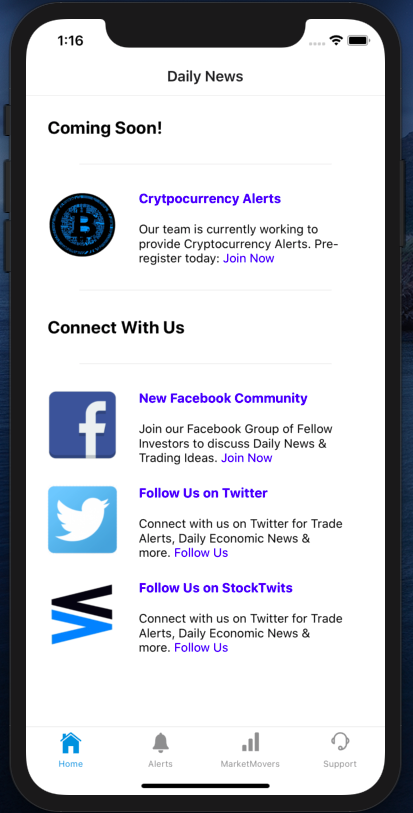 1:16
Daily News
Coming Soon!
Crytpocurrency Alerts
Our team is currently working to
provide Cryptocurrency Alerts. Pre-
register today: Join Now
Connect With Us
New Facebook Community
Join our Facebook Group of Fellow
Investors to discuss Daily News &
Trading Ideas. Join Now
Follow Us on Twitter
Connect with us on Twitter for Trade
Alerts, Daily Economic News &
more. Follow Us
Follow Us on StockTwits
Connect with us on Twitter for Trade
Alerts, Daily Economic News &
more. Follow Us
Home
Alerts
MarketMovers
Support